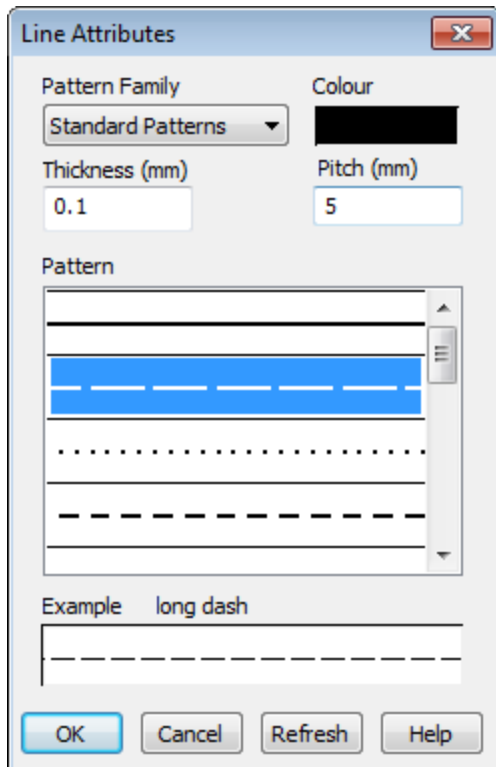 Line Attributes
Pattern Family Colour
Standard Patterns
Thickness (mm) Pitch (mm)
0.1 5
Pattern
Example long dash
OK Cancel Refresh Help